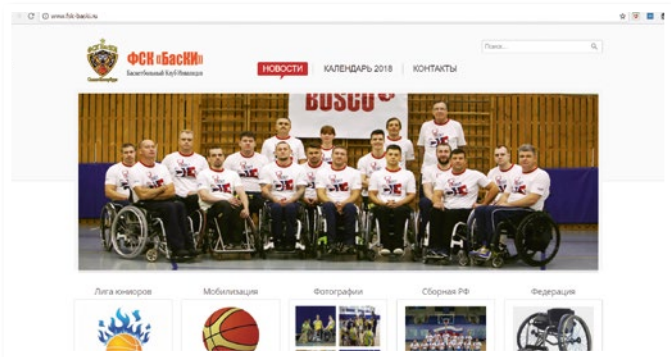 www.fsk-baski.ru
ФСК «БасКИ»
Баскетбольный Клуб Инвалидов
Поиск...
НОВОСТИ
КАЛЕНДАРЬ 2018
КОНТАКТЫ
BOSCO
Лига юниоров
Мобилизация
Фотографии
Сборная РФ
Федерация